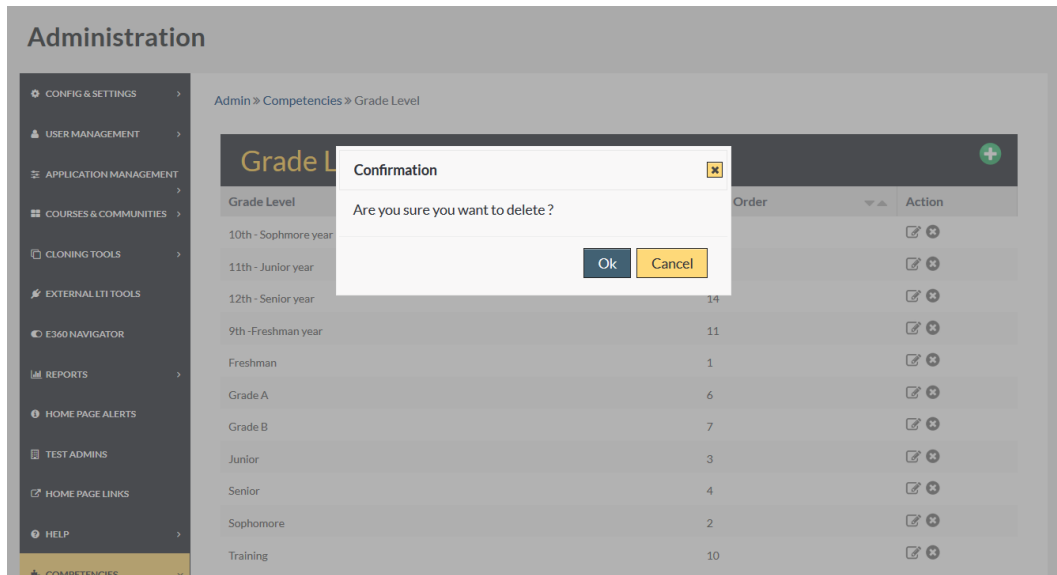 Administration
CONFIG & SETTINGS
USER MANAGEMENT
APPLICATION MANAGEMENT
COURSES & COMMUNITIES
CLONING TOOLS
EXTERNAL LTI TOOLS
E360 NAVIGATOR
REPORTS
HOME PAGE ALERTS
TEST ADMINS
HOME PAGE LINKS
HELP
COMPETENCIES
Admin » Competencies » Grade Level
Grade L
Confirmation
Are you sure you want to delete ?
Ok Cancel
Grade Level Order Action
10th - Sophmore year
11th - Junior year
12th - Senior year 14
9th -Freshman year 11
Freshman 1
Grade A 6
Grade B 7
Junior 3
Senior 4
Sophomore 2
Training 10